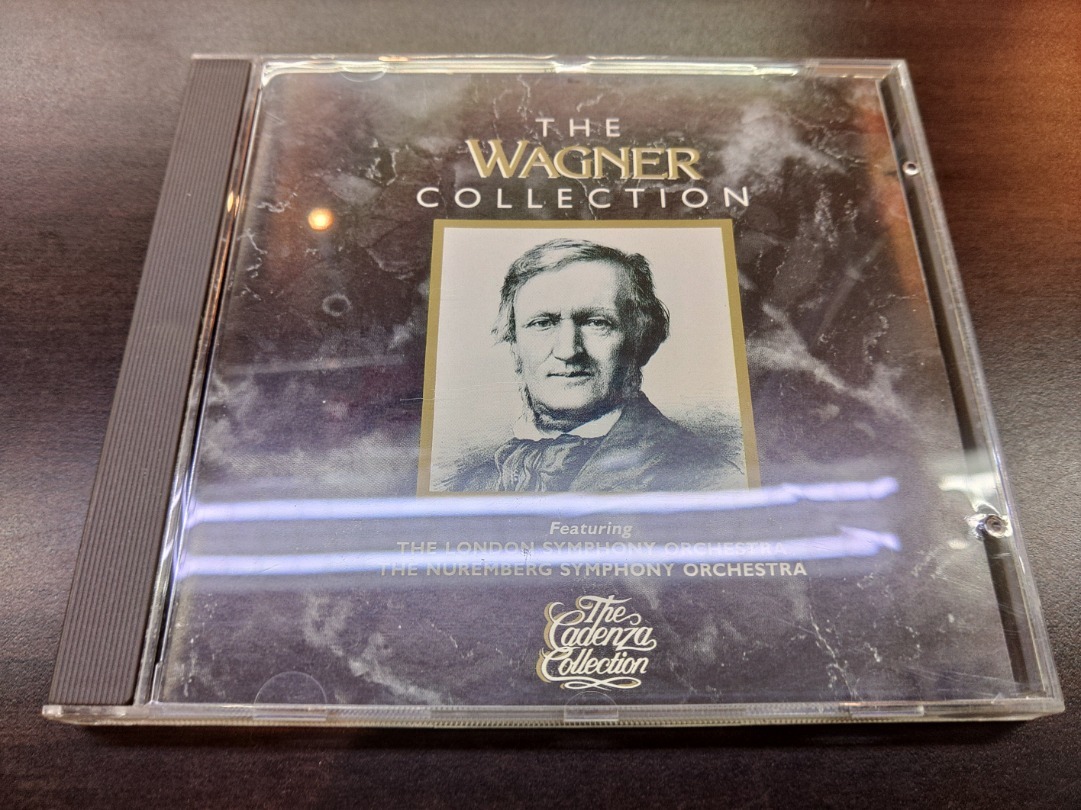 THE
WAGNER
COLLECTION
Featuring
THE LONDON SYMPHONY ORCHESTRA
THE NUREMBERG SYMPHONY ORCHESTRA
The
Cadenza
Collection